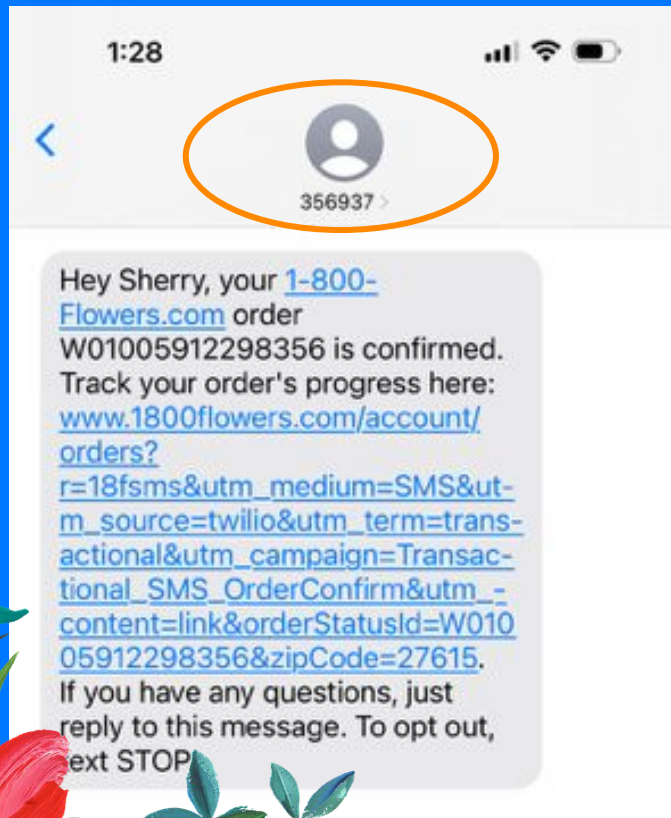 1:28
356937
Hey Sherry, your 1-800-
Flowers.com order
W01005912298356 is confirmed.
Track your order's progress here:
www.1800flowers.com/account/
orders?
r=18fsms&utm_medium=SMS&ut-
m_source=twilio&utm_term=trans-
actional&utm_campaign=Transac-
tional_SMS_OrderConfirm&utm_-
content=link&orderStatusId=W010
05912298356&zipCode=27615.
If you have any questions, just
reply to this message. To opt out,
text STOP